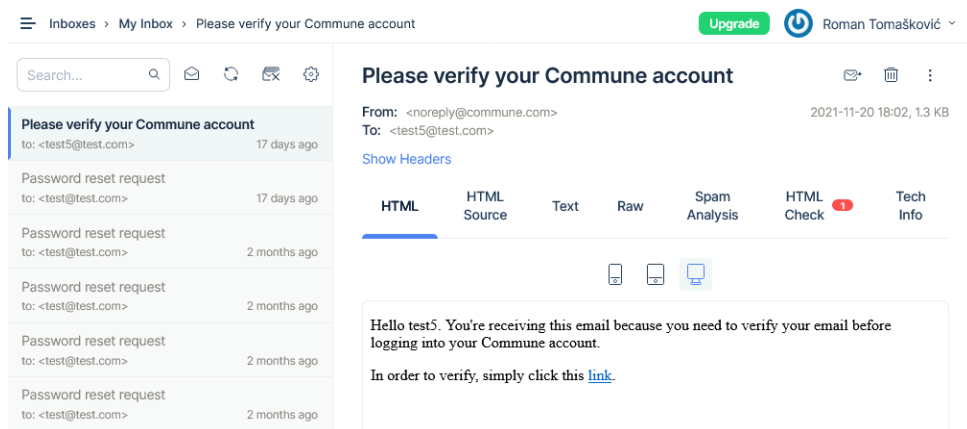 Inboxes › My Inbox › Please verify your Commune account
Upgrade
Roman Tomašković
Search...
Please verify your Commune account
to: <test5@test.com> 17 days ago
Password reset request
to: <test@test.com> 17 days ago
Password reset request
to: <test@test.com> 2 months ago
Password reset request
to: <test@test.com> 2 months ago
Password reset request
to: <test@test.com> 2 months ago
Password reset request
to: <test@test.com> 2 months ago
Please verify your Commune account
From: <noreply@commune.com> 2021-11-20 18:02, 1.3 KB
To: <test5@test.com>
Show Headers
HTML
HTML
Source
Text
Raw
Spam
Analysis
HTML
Check
1
Tech
Info
Hello test5. You're receiving this email because you need to verify your email before
logging into your Commune account.
In order to verify, simply click this link.